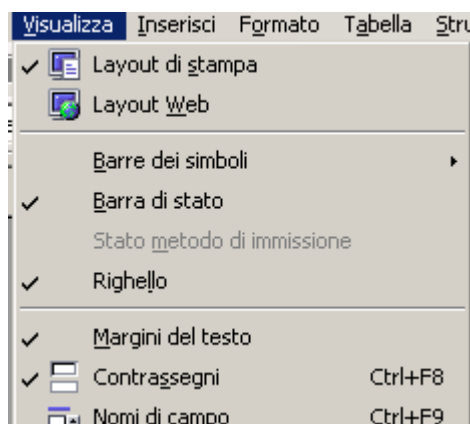 Visualizza Inserisci Formato Tabella Stru
Layout di stampa
Layout Web
Barre dei simboli
Barra di stato
Stato metodo di immissione
Righello
Margini del testo
Contrassegni Ctrl+F8
Nomi di campo Ctrl+F9